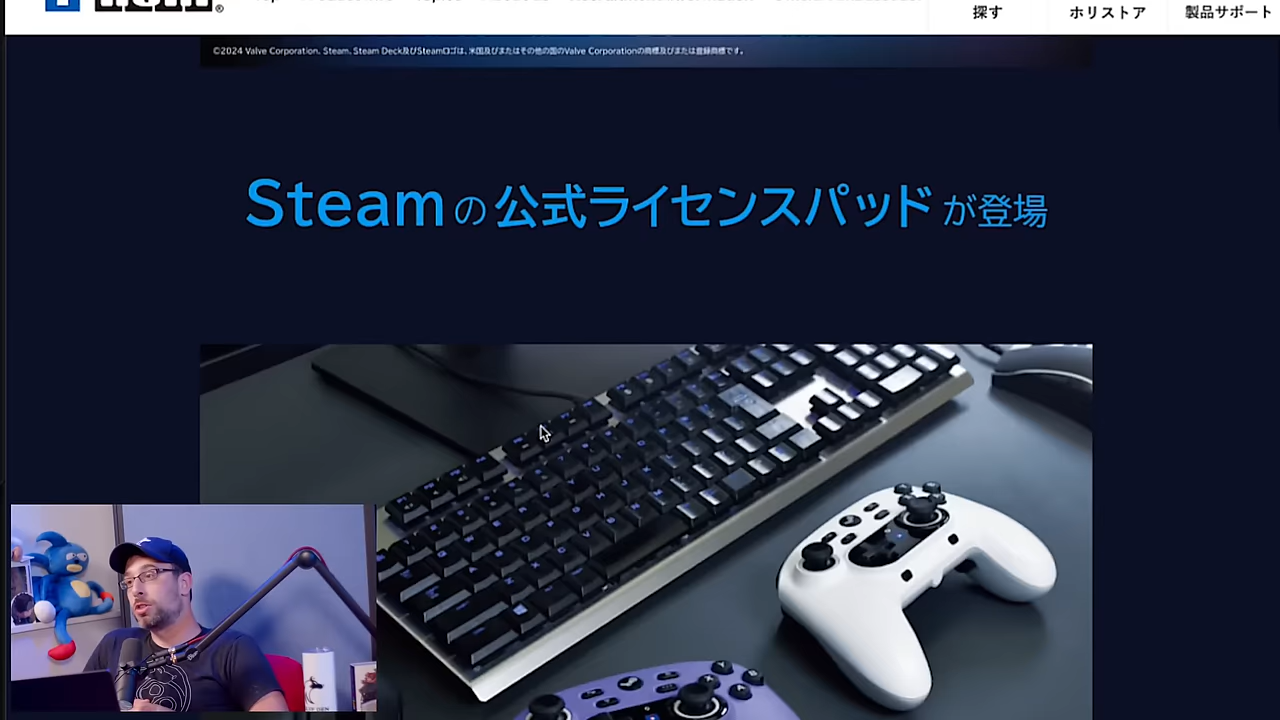 探す
ホリストア
製品サポート
©2024 Valve Corporation. Steam, Steam Deck及びSteamロゴは、米国及びまたはその他の国のValve Corporationの商標及びまたは登録商標です。
Steamの公式ライセンスパッドが登場